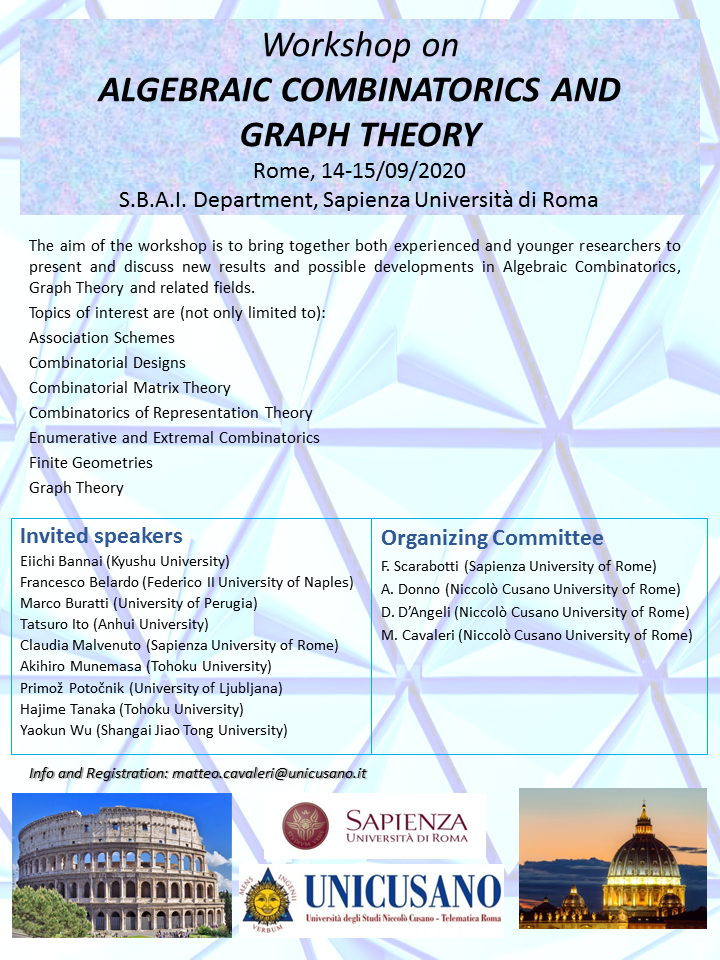 Workshop on
ALGEBRAIC COMBINATORICS AND
GRAPH THEORY
Rome, 14-15/09/2020
S.B.A.I. Department, Sapienza Università di Roma
The aim of the workshop is to bring together both experienced and younger researchers to
present and discuss new results and possible developments in Algebraic Combinatorics,
Graph Theory and related fields.
Topics of interest are (not only limited to):
Association Schemes
Combinatorial Designs
Combinatorial Matrix Theory
Combinatorics of Representation Theory
Enumerative and Extremal Combinatorics
Finite Geometries
Graph Theory
Invited speakers
Eiichi Bannai (Kyushu University)
Francesco Belardo (Federico II University of Naples)
Marco Buratti (University of Perugia)
Tatsuro Ito (Anhui University)
Claudia Malvenuto (Sapienza University of Rome)
Akihiro Munemasa (Tohoku University)
Primož Potočnik (University of Ljubljana)
Hajime Tanaka (Tohoku University)
Yaokun Wu (Shangai Jiao Tong University)
Organizing Committee
F. Scarabotti (Sapienza University of Rome)
A. Donno (Niccolò Cusano University of Rome)
D. D'Angeli (Niccolò Cusano University of Rome)
M. Cavaleri (Niccolò Cusano University of Rome)
Info and Registration: matteo.cavaleri@unicusano.it
SAPIENZA
UNIVERSITÀ DI ROMA
MENS INGENII
VERBUM
UNICUSANO
Università degli Studi Niccolò Cusano - Telematica Roma